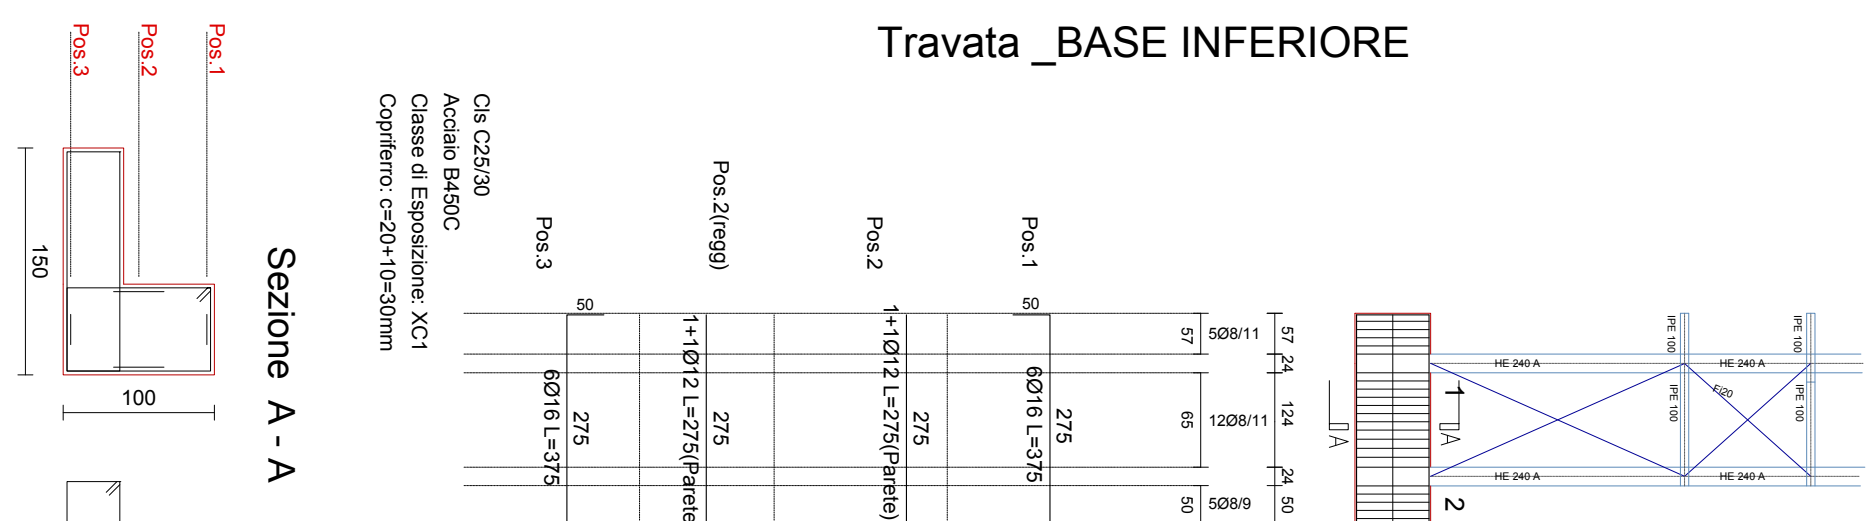 Travata _BASE INFERIORE
Pos.3
Pos.2
Pos.1
150
100
Sezione A - A
Cls C25/30
Acciaio B450C
Classe di Esposizione: XC1
Copriferro: c=20+10=30mm
Pos.3
Pos.2(regg)
Pos.2
Pos.1
50
50
6Ø16 L=375
275
1+1Ø12 L=275(Parete
275
1+1Ø12 L=275(Parete)
275
6Ø16 L=375
275
57
5Ø8/11
57
24
65
12Ø8/11
124
24
50
5Ø8/9
50
A
A
1
2
IPE 100
IPE 100
HE 240 A
HE 240 A
IPE 100
Fi20
IPE 100
HE 240 A
HE 240 A